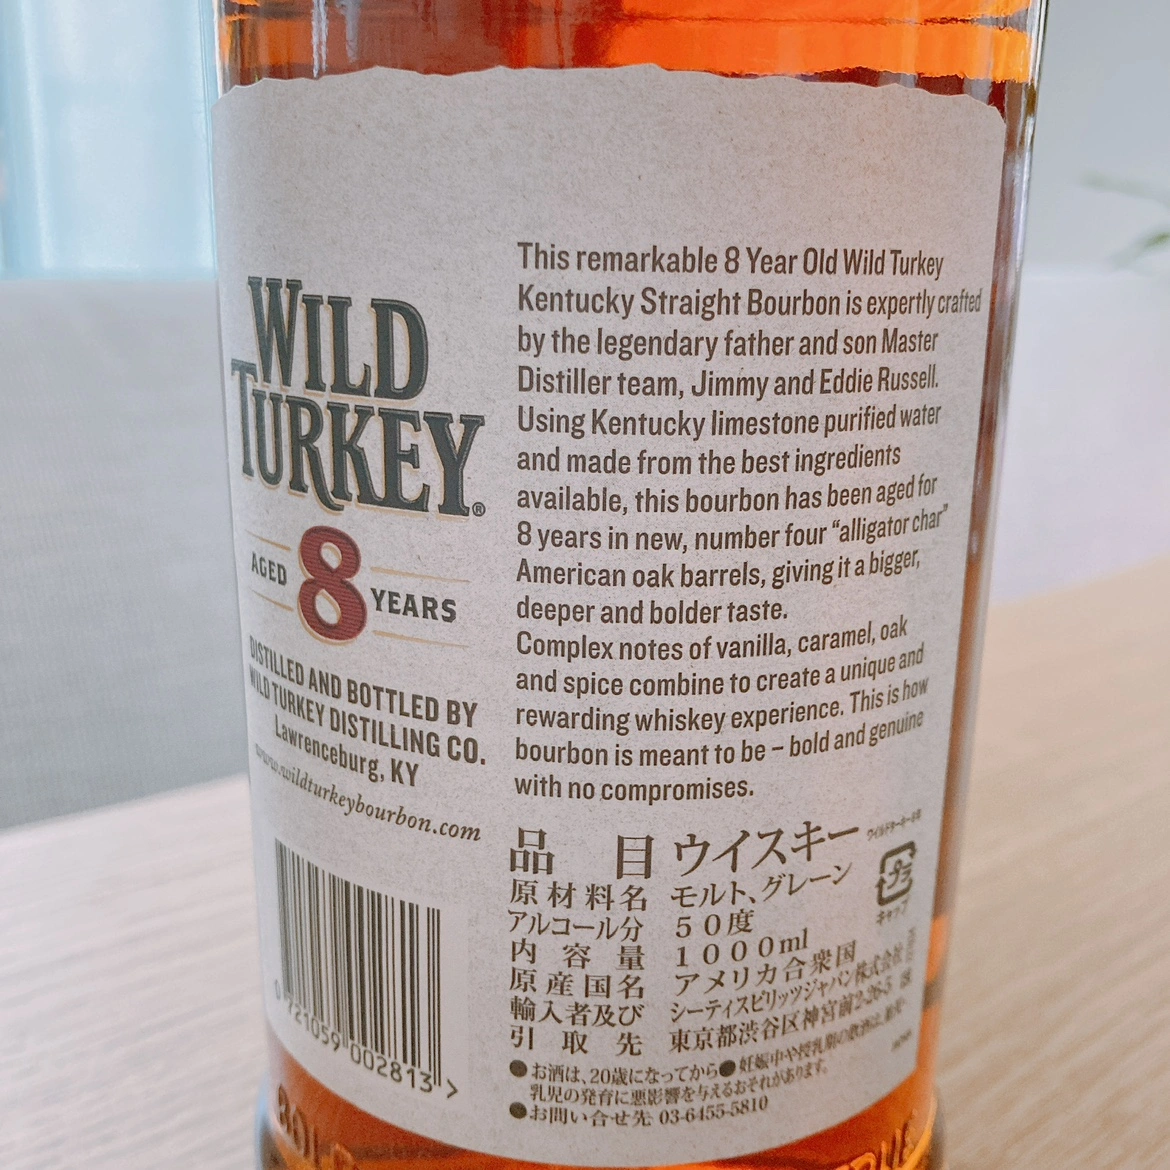 WILD
TURKEY®
AGED 8 YEARS
DISTILLED AND BOTTLED BY
WILD TURKEY DISTILLING CO.
Lawrenceburg, KY
www.wildturkeybourbon.com
0 721059 002813 >
This remarkable 8 Year Old Wild Turkey
Kentucky Straight Bourbon is expertly crafted
by the legendary father and son Master
Distiller team, Jimmy and Eddie Russell.
Using Kentucky limestone purified water
and made from the best ingredients
available, this bourbon has been aged for
8 years in new, number four “alligator char”
American oak barrels, giving it a bigger,
deeper and bolder taste.
Complex notes of vanilla, caramel, oak
and spice combine to create a unique and
rewarding whiskey experience. This is how
bourbon is meant to be – bold and genuine
with no compromises.
品目 ウイスキー
原材料名 モルト、グレーン
アルコール分 50度
内容量 1000ml
原産国名 アメリカ合衆国
輸入者及び シーティスピリッツジャパン株式会社
引取先 東京都渋谷区神宮前2-26-5
プラ
キャップ
●お酒は、20歳になってから●妊娠中や授乳期の飲酒は、胎児・
乳児の発育に悪影響を与えるおそれがあります。
●お問い合せ先 03-6455-5810